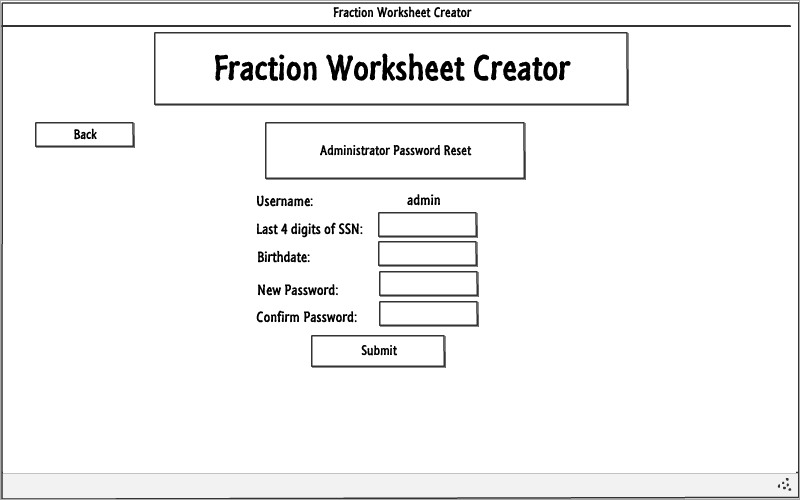 Fraction Worksheet Creator
Fraction Worksheet Creator
Back
Administrator Password Reset
Username: admin
Last 4 digits of SSN:
Birthdate:
New Password:
Confirm Password:
Submit